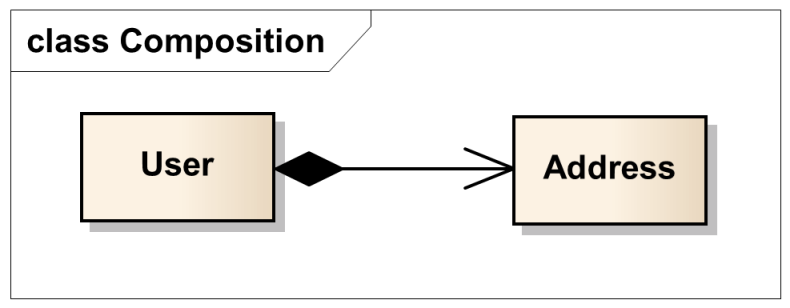 class Composition
User
Address